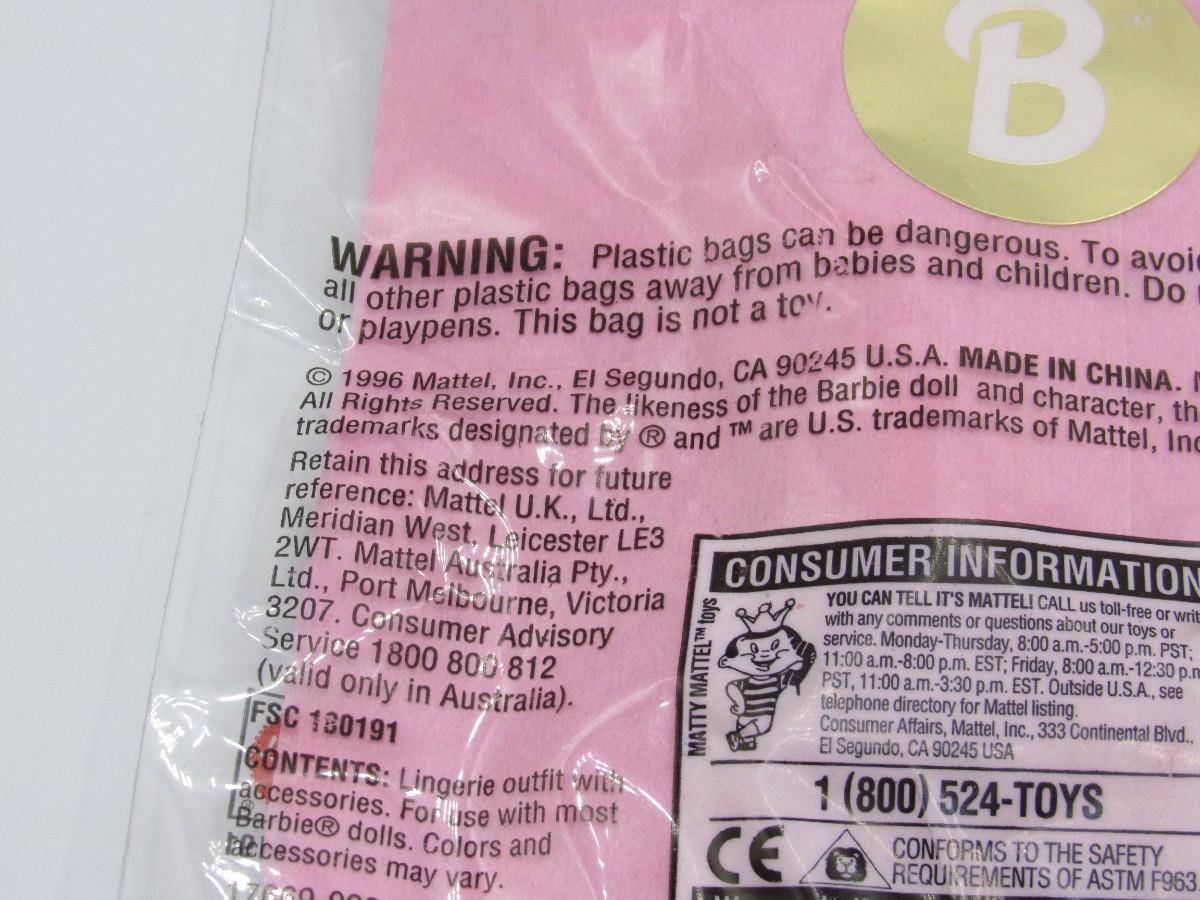 B™
WARNING: Plastic bags can be dangerous. To avoi
all other plastic bags away from babies and children. Do
or playpens. This bag is not a toy.
© 1996 Mattel, Inc., El Segundo, CA 90245 U.S.A. MADE IN CHINA.
All Rights Reserved. The likeness of the Barbie doll and character, th
trademarks designated by ® and ™ are U.S. trademarks of Mattel, Inc
Retain this address for future
reference: Mattel U.K., Ltd.,
Meridian West, Leicester LE3
2WT. Mattel Australia Pty.,
Ltd., Port Melbourne, Victoria
3207. Consumer Advisory
Service 1800 800 812
(valid only in Australia).
FSC 130191
CONTENTS: Lingerie outfit with
accessories. For use with most
Barbie® dolls. Colors and
accessories may vary.
CONSUMER INFORMATION
MATTY MATTEL™ toys
YOU CAN TELL IT'S MATTEL! CALL us toll-free or writ
with any comments or questions about our toys or
service. Monday-Thursday, 8:00 a.m.-5:00 p.m. PST;
11:00 a.m.-8:00 p.m. EST; Friday, 8:00 a.m.-12:30 p.m
PST, 11:00 a.m.-3:30 p.m. EST. Outside U.S.A., see
telephone directory for Mattel listing.
Consumer Affairs, Mattel, Inc., 333 Continental Blvd.,
El Segundo, CA 90245 USA
1 (800) 524-TOYS
CE
CONFORMS TO THE SAFETY
REQUIREMENTS OF ASTM F963